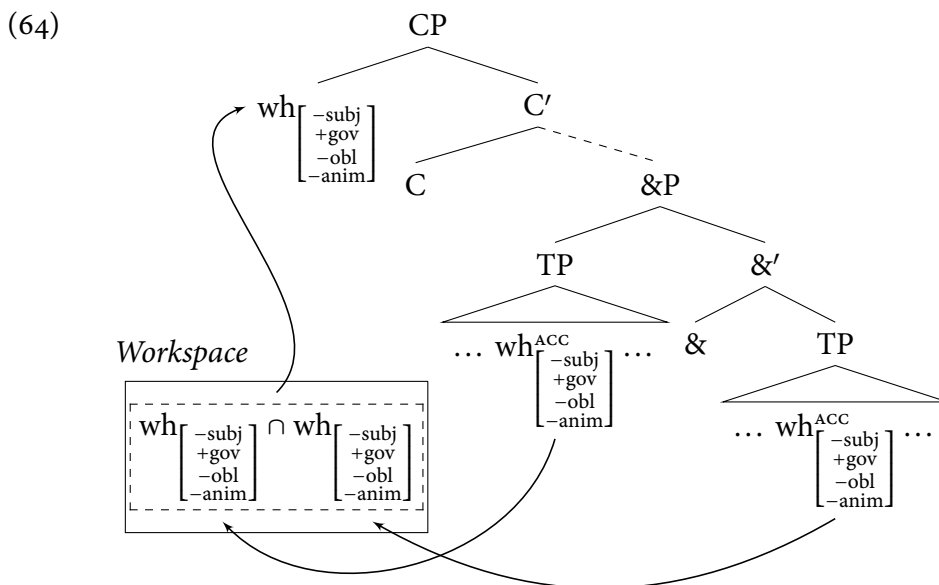 (64)
CP
wh[−subj +gov −obl −anim]
C′
C
&P
TP
&′
… wh^ACC[−subj +gov −obl −anim] …
&
TP
… wh^ACC[−subj +gov −obl −anim] …
Workspace
wh[−subj +gov −obl −anim] ∩ wh[−subj +gov −obl −anim]